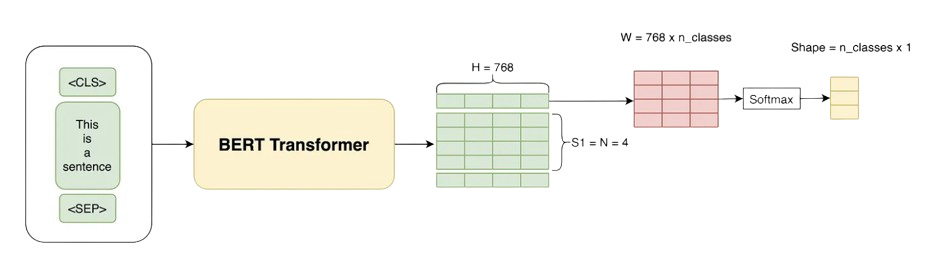 <CLS>
This
is
a
sentence
<SEP>
BERT Transformer
H = 768
S1 = N = 4
W = 768 x n_classes
Softmax
Shape = n_classes x 1